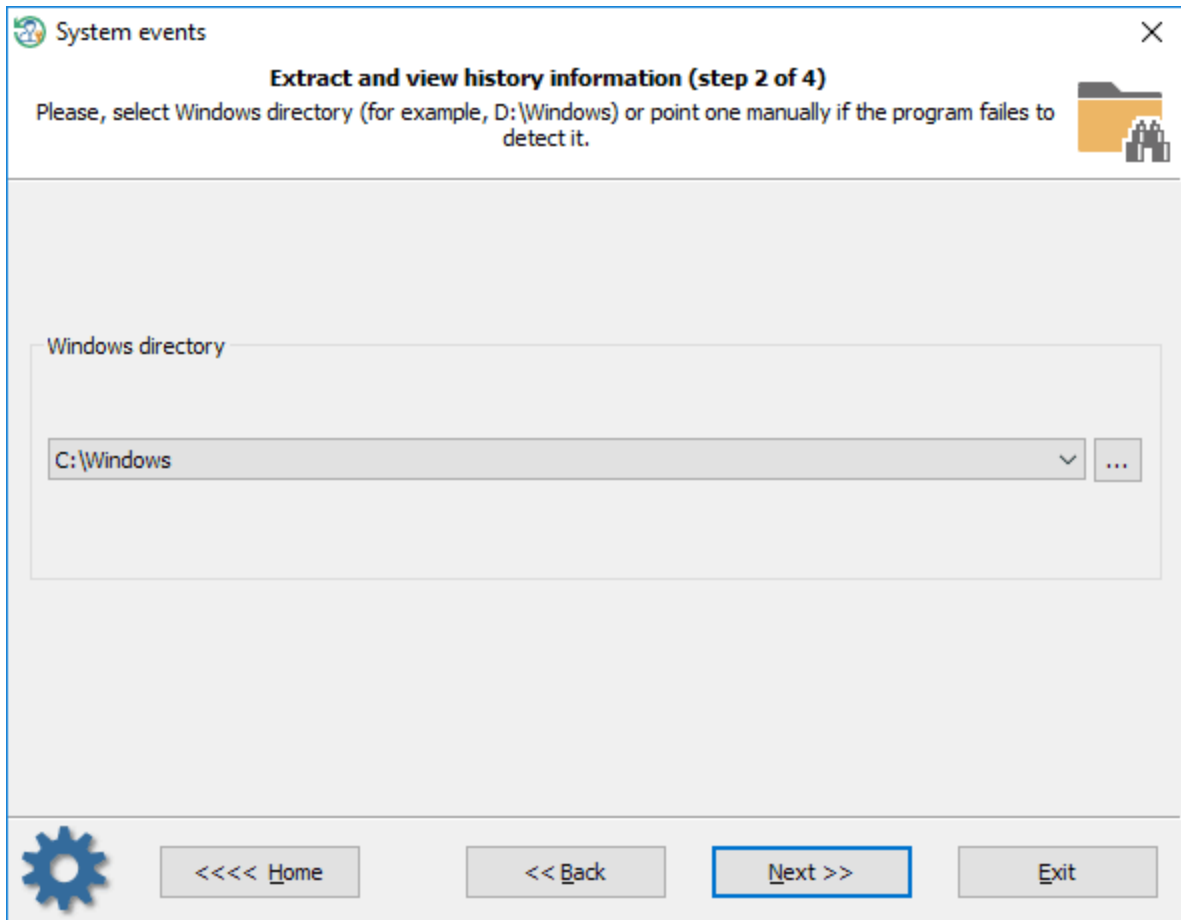 System events
Extract and view history information (step 2 of 4)
Please, select Windows directory (for example, D:\Windows) or point one manually if the program failes to
detect it.
Windows directory
C:\Windows
...
<<<< Home
<< Back
Next >>
Exit